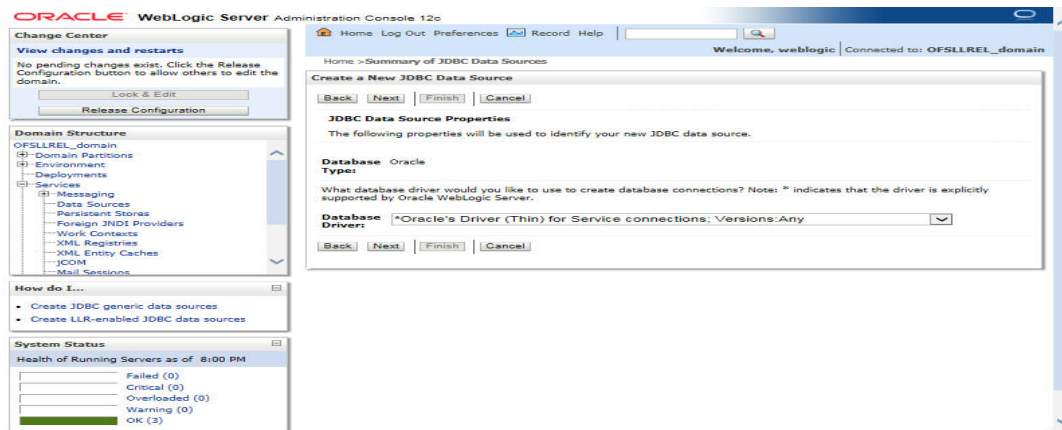 ORACLE WebLogic Server Administration Console 12c
Change Center
View changes and restarts
No pending changes exist. Click the Release
Configuration button to allow others to edit the
domain.
Lock & Edit
Release Configuration
Domain Structure
OFSLLREL_domain
Domain Partitions
Environment
Deployments
Services
Messaging
Data Sources
Persistent Stores
Foreign JNDI Providers
Work Contexts
XML Registries
XML Entity Caches
jCOM
Mail Sessions
How do I...
Create JDBC generic data sources
Create LLR-enabled JDBC data sources
System Status
Health of Running Servers as of 8:00 PM
Failed (0)
Critical (0)
Overloaded (0)
Warning (0)
OK (3)
Home Log Out Preferences Record Help
Welcome, weblogic Connected to: OFSLLREL_domain
Home >Summary of JDBC Data Sources
Create a New JDBC Data Source
Back Next Finish Cancel
JDBC Data Source Properties
The following properties will be used to identify your new JDBC data source.
Database Type: Oracle
What database driver would you like to use to create database connections? Note: * indicates that the driver is explicitly
supported by Oracle WebLogic Server.
Database Driver: *Oracle's Driver (Thin) for Service connections; Versions:Any
Back Next Finish Cancel